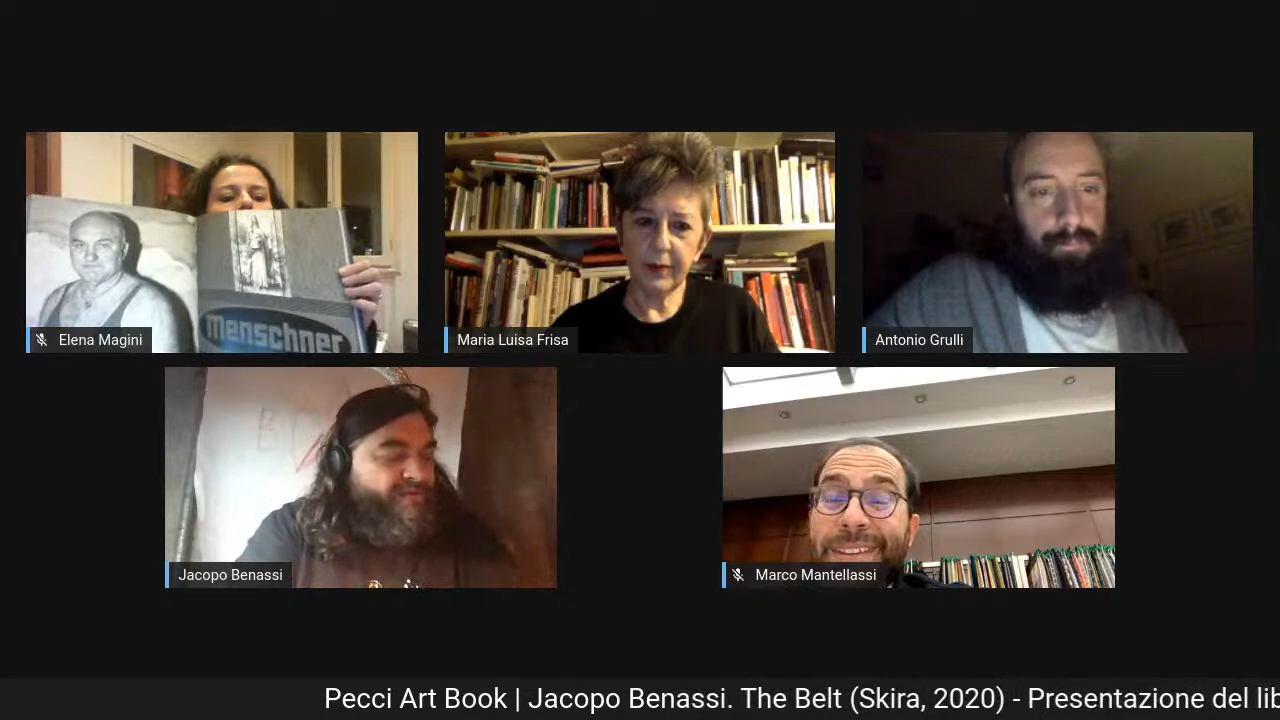 menschner
Elena Magini
Maria Luisa Frisa
Antonio Grulli
Jacopo Benassi
Marco Mantellassi
Pecci Art Book | Jacopo Benassi. The Belt (Skira, 2020) - Presentazione del lib